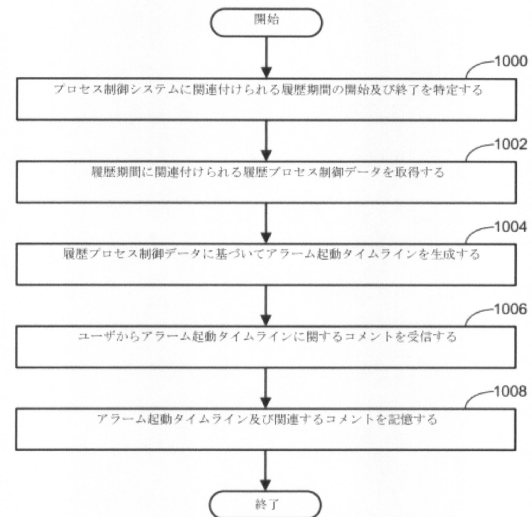 開始
1000
プロセス制御システムに関連付けられる履歴期間の開始及び終了を特定する
1002
履歴期間に関連付けられる履歴プロセス制御データを取得する
1004
履歴プロセス制御データに基づいてアラーム起動タイムラインを生成する
1006
ユーザからアラーム起動タイムラインに関するコメントを受信する
1008
アラーム起動タイムライン及び関連するコメントを記憶する
終了